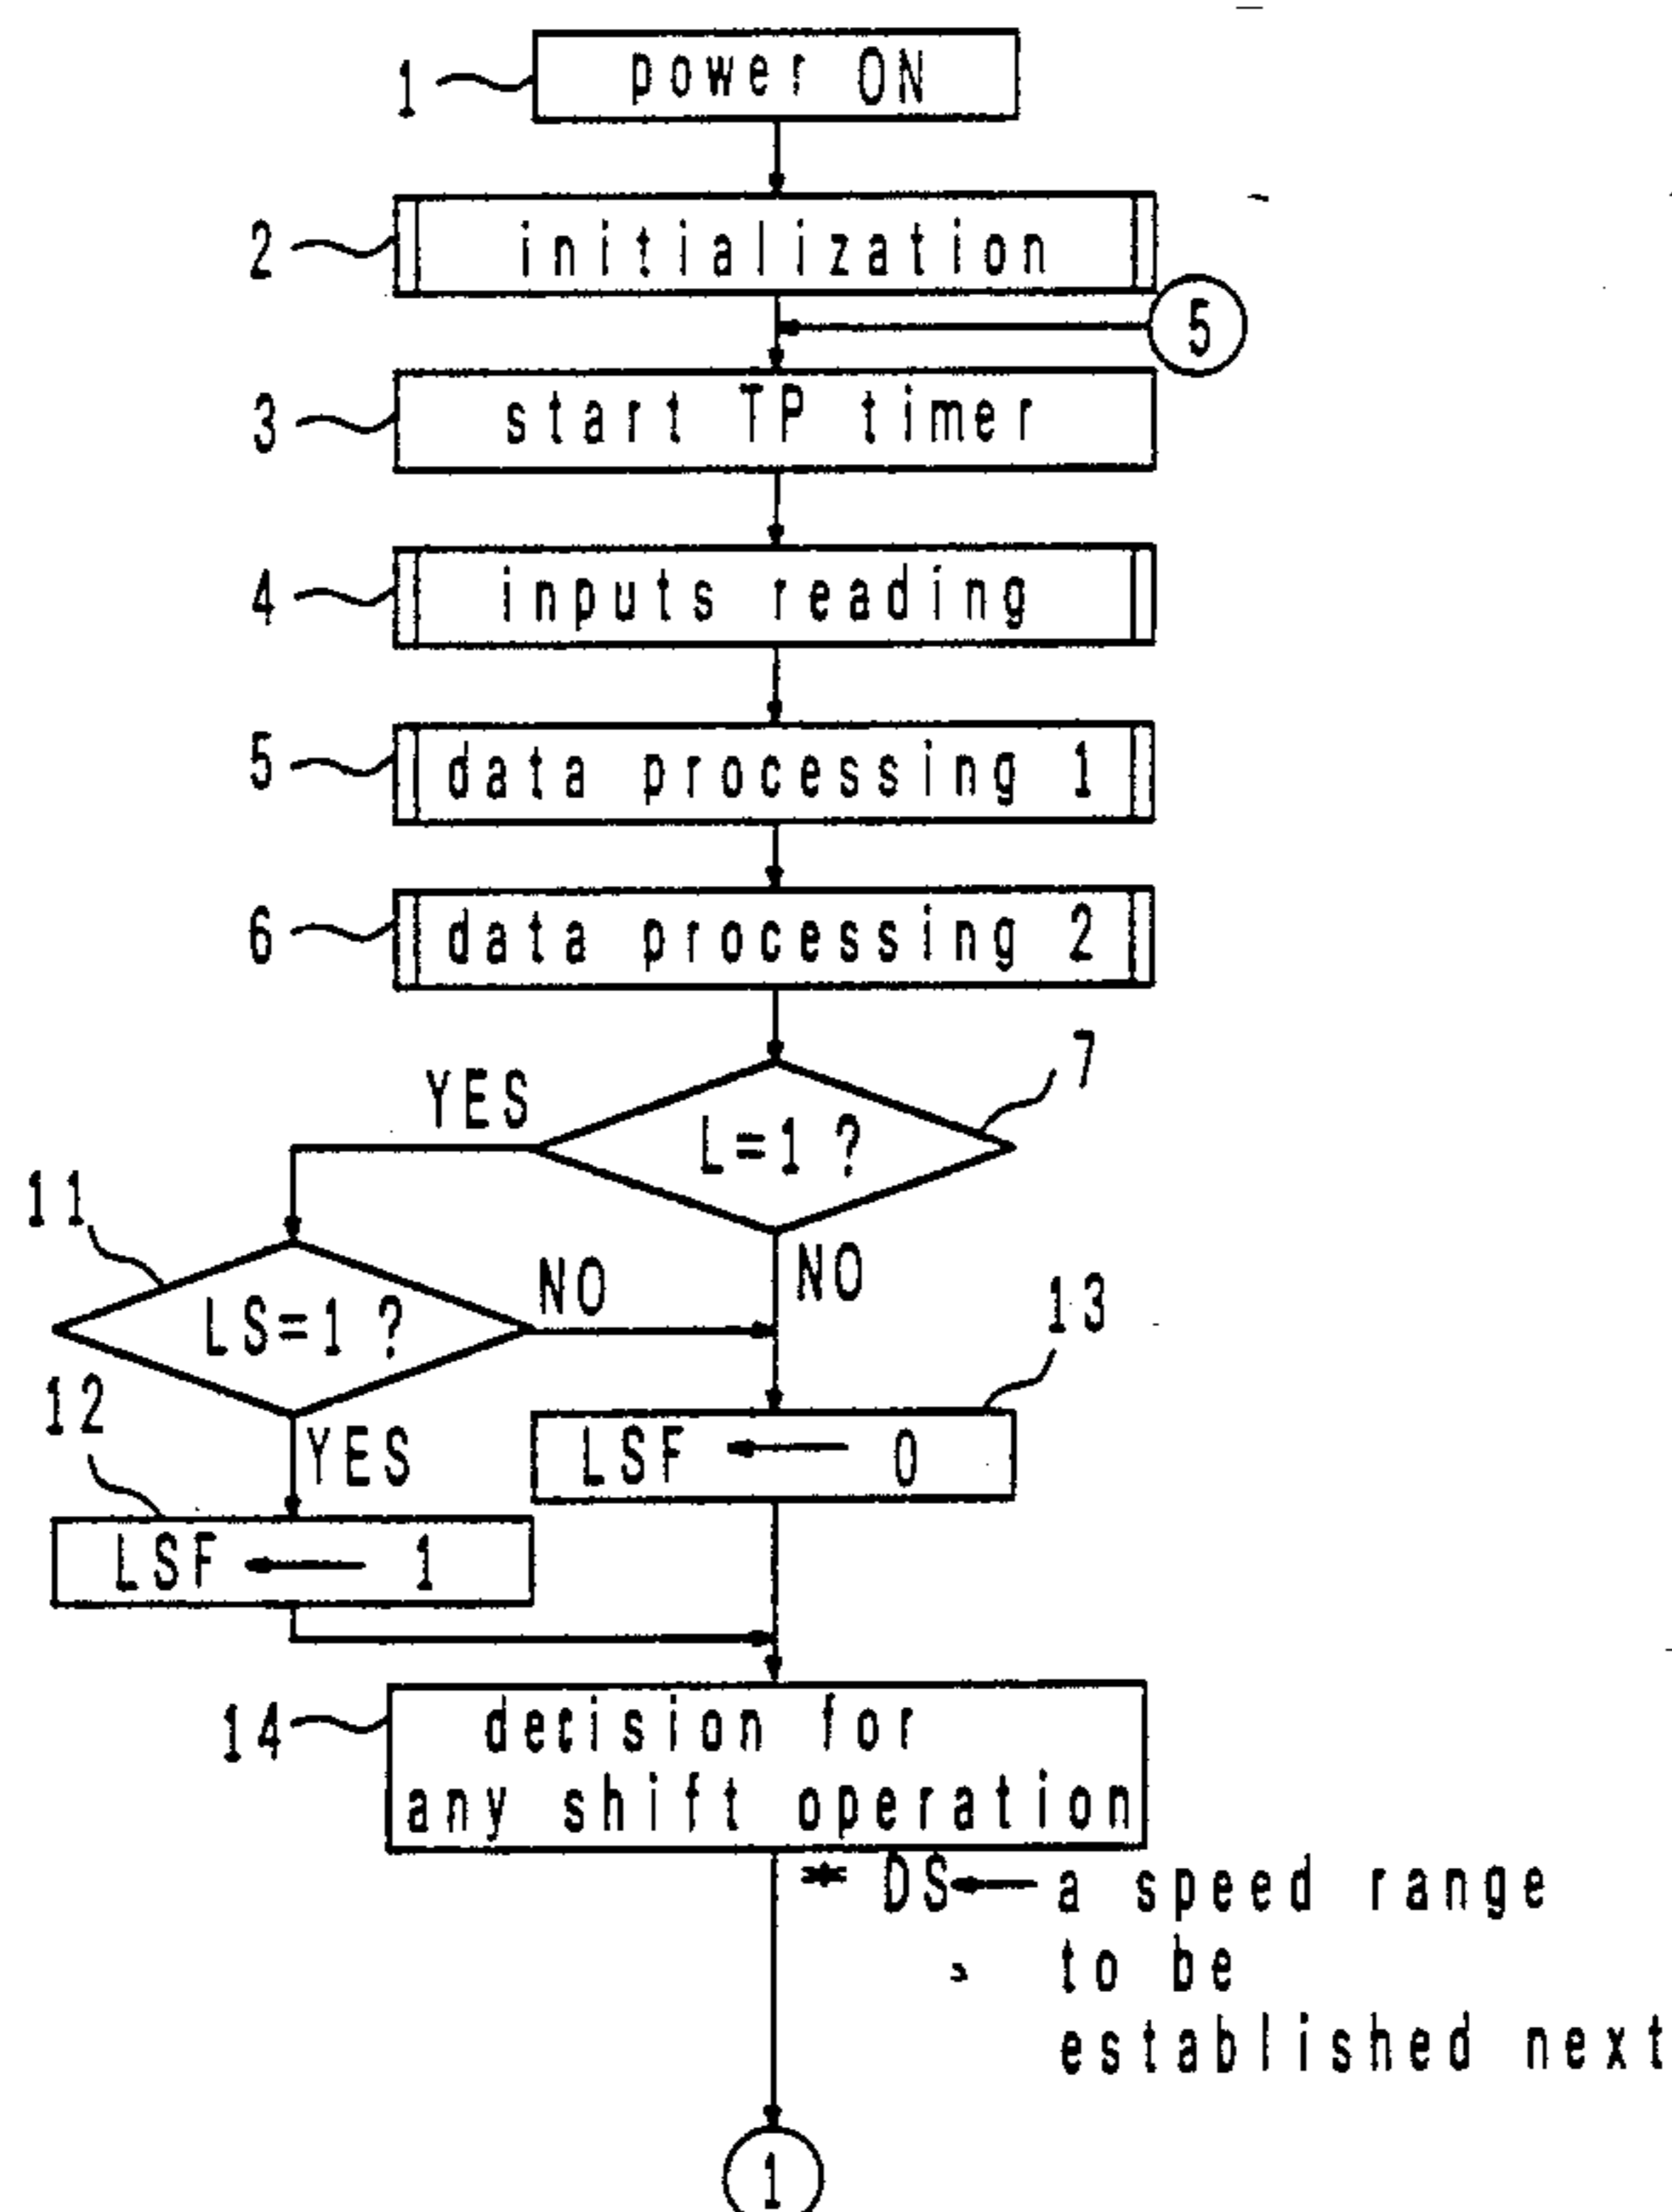 1 power ON
2 initialization
5
3 start TP timer
4 inputs reading
5 data processing 1
6 data processing 2
7
YES
L=1 ?
11
NO
NO
LS=1 ?
13
12
YES
LSF ← 0
LSF ← 1
14 decision for
any shift operation
* DS ← a speed range
to be
established next
1